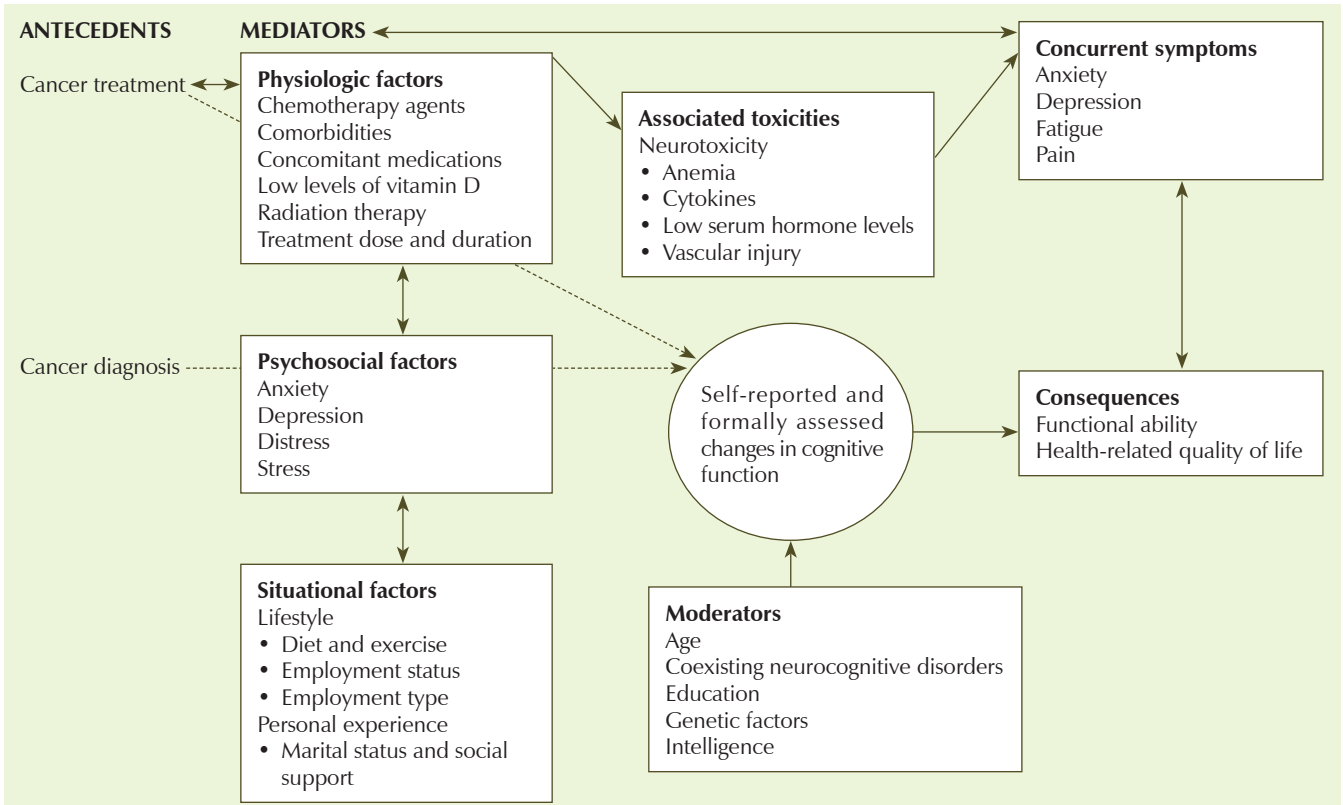 ANTECEDENTS
MEDIATORS
Cancer treatment
Physiologic factors
Chemotherapy agents
Comorbidities
Concomitant medications
Low levels of vitamin D
Radiation therapy
Treatment dose and duration
Associated toxicities
Neurotoxicity
• Anemia
• Cytokines
• Low serum hormone levels
• Vascular injury
Concurrent symptoms
Anxiety
Depression
Fatigue
Pain
Cancer diagnosis
Psychosocial factors
Anxiety
Depression
Distress
Stress
Self-reported and
formally assessed
changes in cognitive
function
Consequences
Functional ability
Health-related quality of life
Situational factors
Lifestyle
• Diet and exercise
• Employment status
• Employment type
Personal experience
• Marital status and social
support
Moderators
Age
Coexisting neurocognitive disorders
Education
Genetic factors
Intelligence